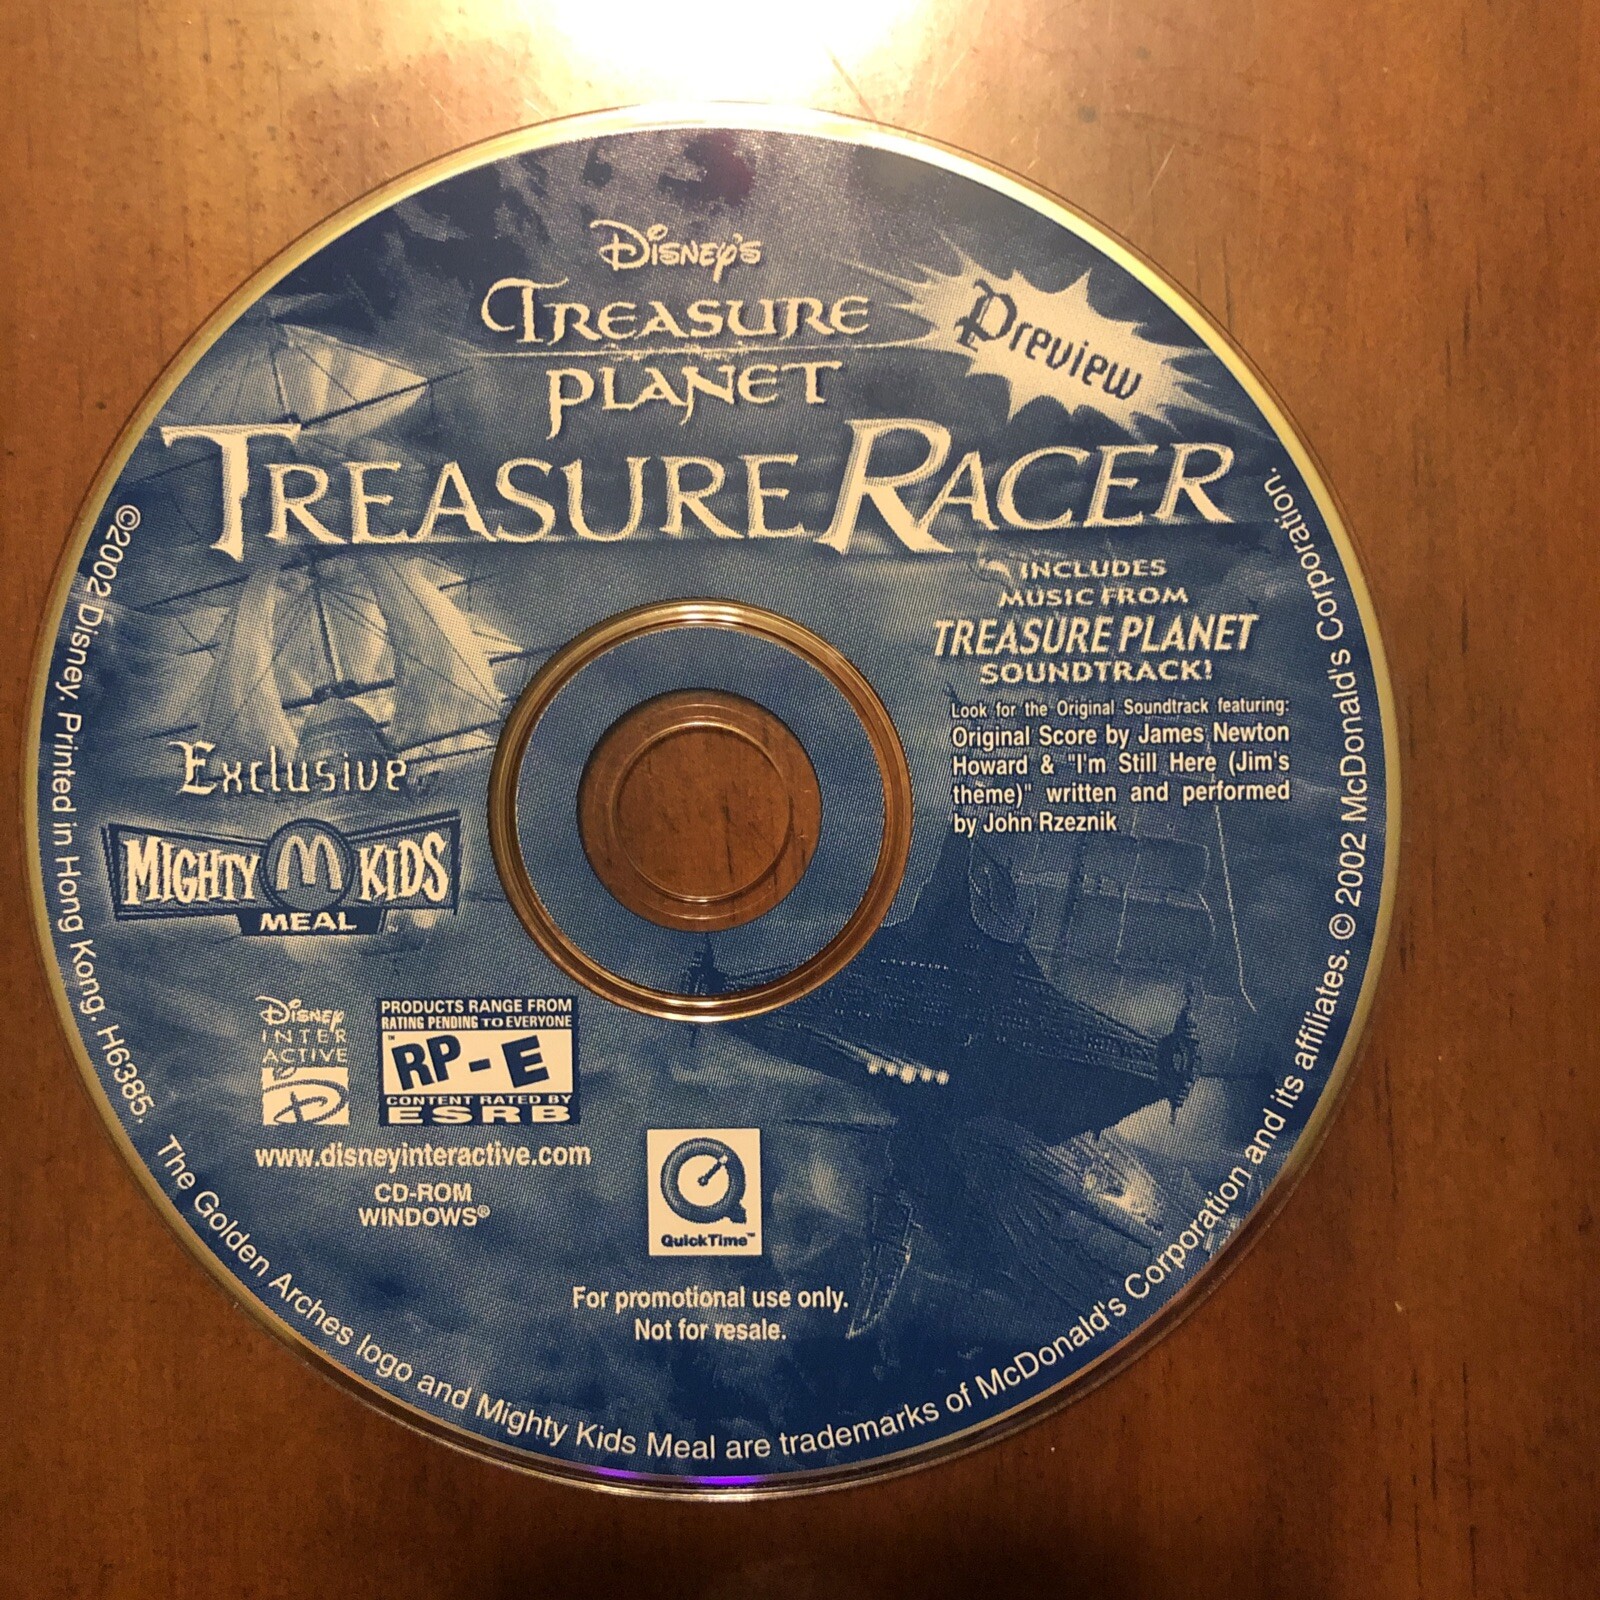 Disney's
Treasure
Planet
Preview
Treasure Racer
INCLUDES
MUSIC FROM
TREASURE PLANET
SOUNDTRACK!
Look for the Original Soundtrack featuring:
Original Score by James Newton
Howard & "I'm Still Here (Jim's
theme)" written and performed
by John Rzeznik
Exclusive
MIGHTY M KIDS
MEAL ™
Disney
INTER
ACTIVE
D
PRODUCTS RANGE FROM
RATING PENDING TO EVERYONE
™
RP-E
CONTENT RATED BY
ESRB
www.disneyinteractive.com
CD-ROM
WINDOWS®
QuickTime™
For promotional use only.
Not for resale.
©2002 Disney. Printed in Hong Kong. H6385. The Golden Arches logo and Mighty Kids Meal are trademarks of McDonald's Corporation and its affiliates. © 2002 McDonald's Corporation.